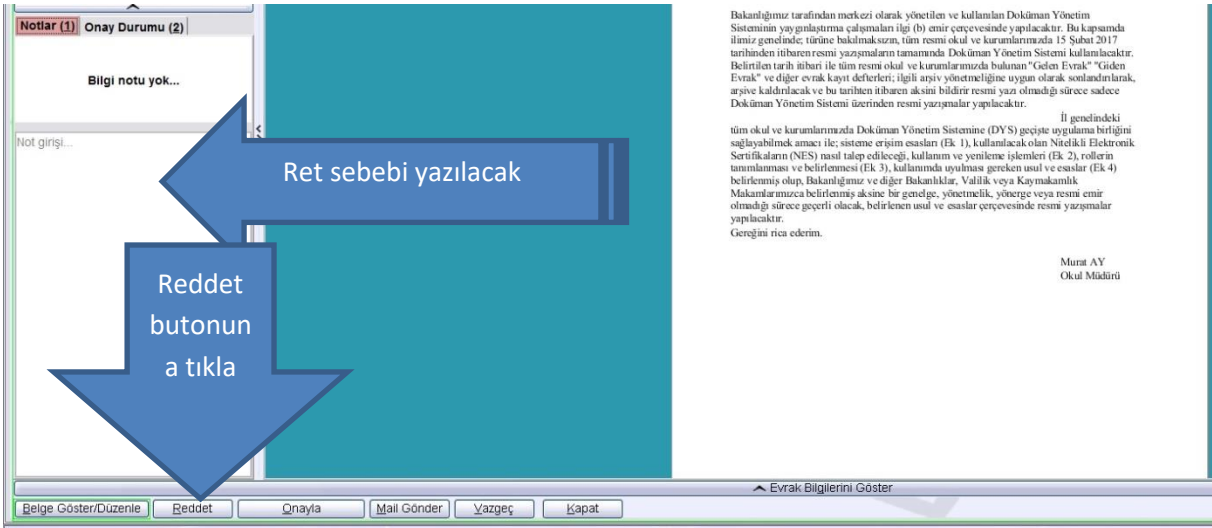 Notlar (1) Onay Durumu (2)
Bilgi notu yok...
Not girişi...
Ret sebebi yazılacak
Reddet
butonun
a tıkla
Bakanlığımız tarafından merkezi olarak yönetilen ve kullanılan Doküman Yönetim
Sisteminin yaygınlaştırma çalışmaları ilgi (b) emir çerçevesinde yapılacaktır. Bu kapsamda
ilimiz genelinde; türüne bakılmaksızın, tüm resmi okul ve kurumlarımızda 15 Şubat 2017
tarihinden itibaren resmi yazışmaların tamamında Doküman Yönetim Sistemi kullanılacaktır.
Belirtilen tarih itibari ile tüm resmi okul ve kurumlarımızda bulunan "Gelen Evrak" "Giden
Evrak" ve diğer evrak kayıt defterleri; ilgili arşiv yönetmeliğine uygun olarak sonlandırılarak,
arşive kaldırılacak ve bu tarihten itibaren aksini bildirir resmi yazı olmadığı sürece sadece
Doküman Yönetim Sistemi üzerinden resmi yazışmalar yapılacaktır.
İl genelindeki
tüm okul ve kurumlarımızda Doküman Yönetim Sistemine (DYS) geçişte uygulama birliğini
sağlayabilmek amacı ile; sisteme erişim esasları (Ek 1), kullanılacak olan Nitelikli Elektronik
Sertifikaların (NES) nasıl talep edileceği, kullanım ve yenileme işlemleri (Ek 2), rollerin
tanımlanması ve belirlenmesi (Ek 3), kullanımda uyulması gereken usul ve esaslar (Ek 4)
belirlenmiş olup, Bakanlığımız ve diğer Bakanlıklar, Valilik veya Kaymakamlık
Makamlarımızca belirlenmiş aksine bir genelge, yönetmelik, yönerge veya resmi emir
olmadığı sürece geçerli olacak, belirlenen usul ve esaslar çerçevesinde resmi yazışmalar
yapılacaktır.
Gereğini rica ederim.
Murat AY
Okul Müdürü
Evrak Bilgilerini Göster
Belge Göster/Düzenle Reddet Onayla Mail Gönder Vazgeç Kapat